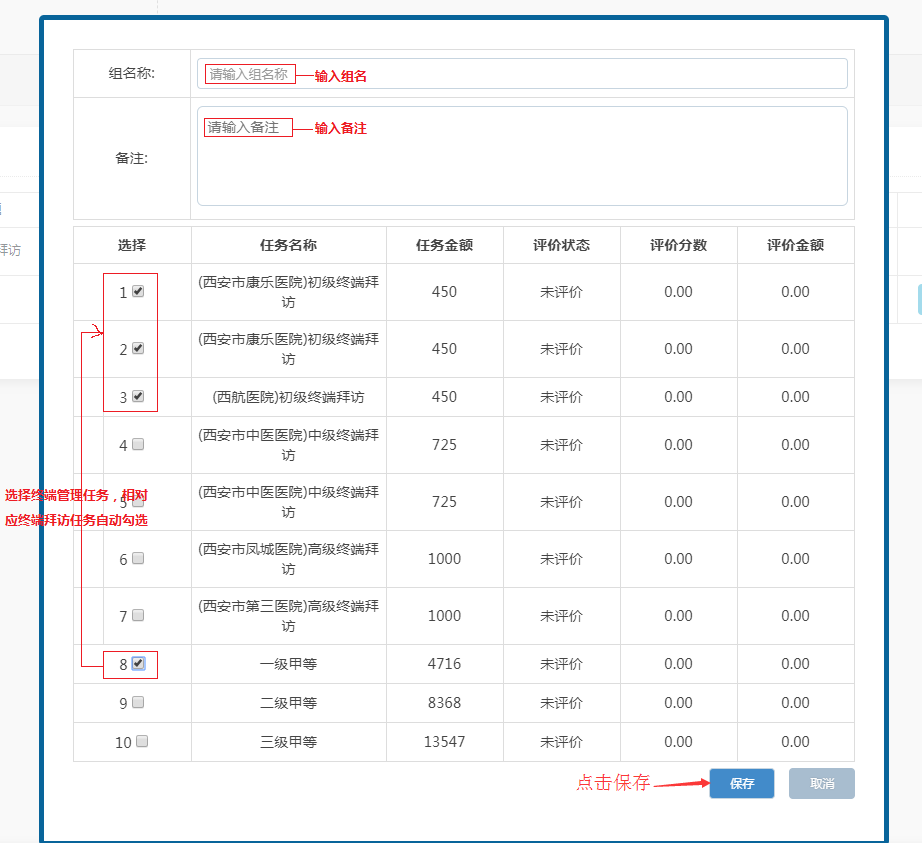 组名称:
请输入组名称
输入组名
备注:
请输入备注
输入备注
拜访
选择 任务名称 任务金额 评价状态 评价分数 评价金额
1 (西安市康乐医院)初级终端拜
访 450 未评价 0.00 0.00
2 (西安市康乐医院)初级终端拜
访 450 未评价 0.00 0.00
3 (西航医院)初级终端拜访 450 未评价 0.00 0.00
4 (西安市中医医院)中级终端拜
访 725 未评价 0.00 0.00
选择终端管理任务，相对
应终端拜访任务自动勾选
5 (西安市中医医院)中级终端拜
访 725 未评价 0.00 0.00
6 (西安市凤城医院)高级终端拜
访 1000 未评价 0.00 0.00
7 (西安市第三医院)高级终端拜
访 1000 未评价 0.00 0.00
8 一级甲等 4716 未评价 0.00 0.00
9 二级甲等 8368 未评价 0.00 0.00
10 三级甲等 13547 未评价 0.00 0.00
点击保存 保存 取消